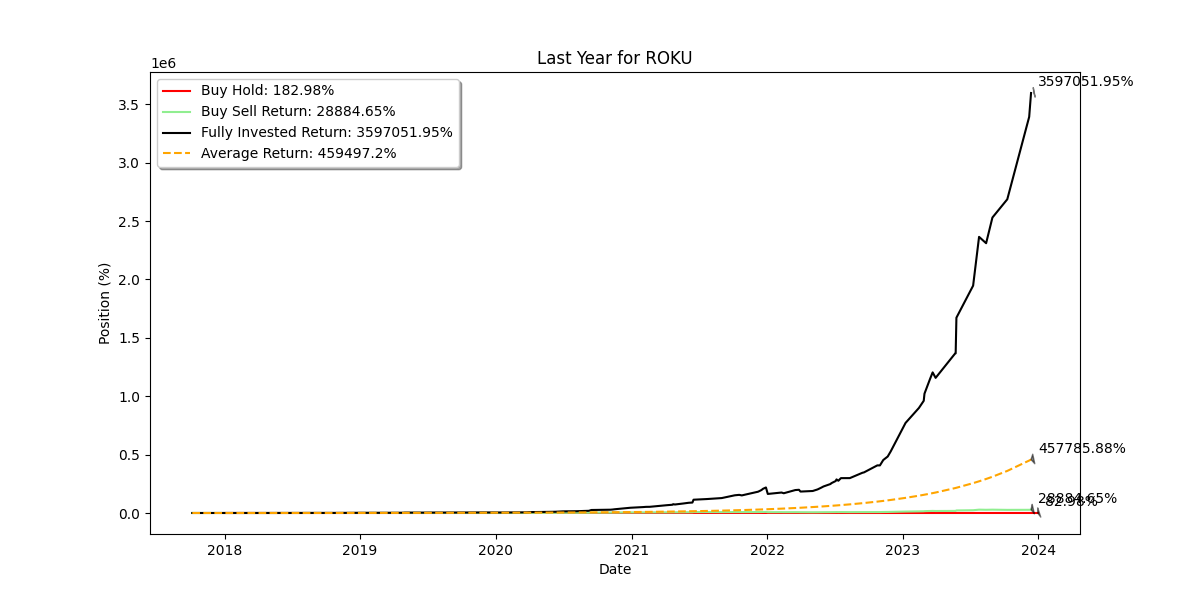 Last Year for ROKU
1e6
Buy Hold: 182.98%
Buy Sell Return: 28884.65%
Fully Invested Return: 3597051.95%
Average Return: 459497.2%
3597051.95%
3.5
3.0
2.5
2.0
1.5
1.0
0.5
0.0
Position (%)
457785.88%
28884.65%
82.98%
2018
2019
2020
2021
2022
2023
2024
Date